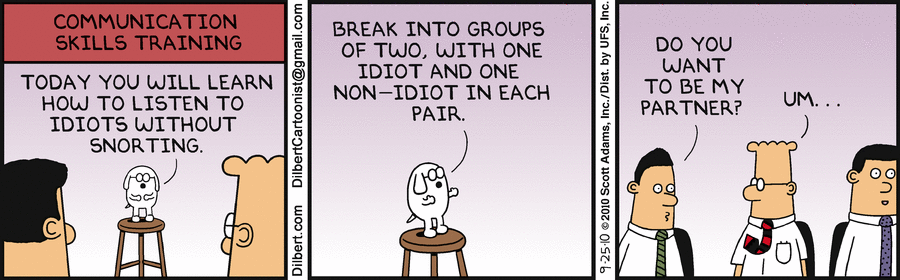 COMMUNICATION
SKILLS TRAINING
TODAY YOU WILL LEARN
HOW TO LISTEN TO
IDIOTS WITHOUT
SNORTING.
Dilbert.com DilbertCartoonist@gmail.com
BREAK INTO GROUPS
OF TWO, WITH ONE
IDIOT AND ONE
NON-IDIOT IN EACH
PAIR.
9-25-10 © 2010 Scott Adams, Inc./Dist. by UFS, Inc.
DO YOU
WANT
TO BE MY
PARTNER?
UM...